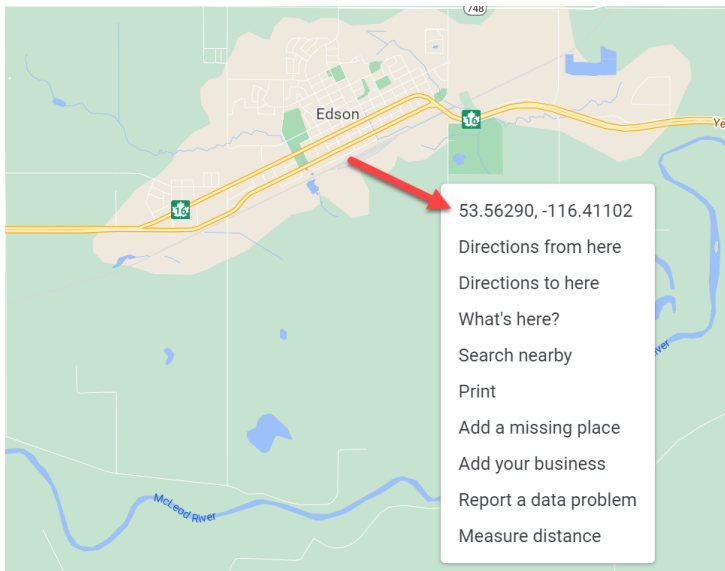 748
Edson
16
Ye
16
53.56290, -116.41102
Directions from here
Directions to here
What's here?
Search nearby
iver
Print
Add a missing place
Add your business
Report a data problem
McLeod River
Measure distance